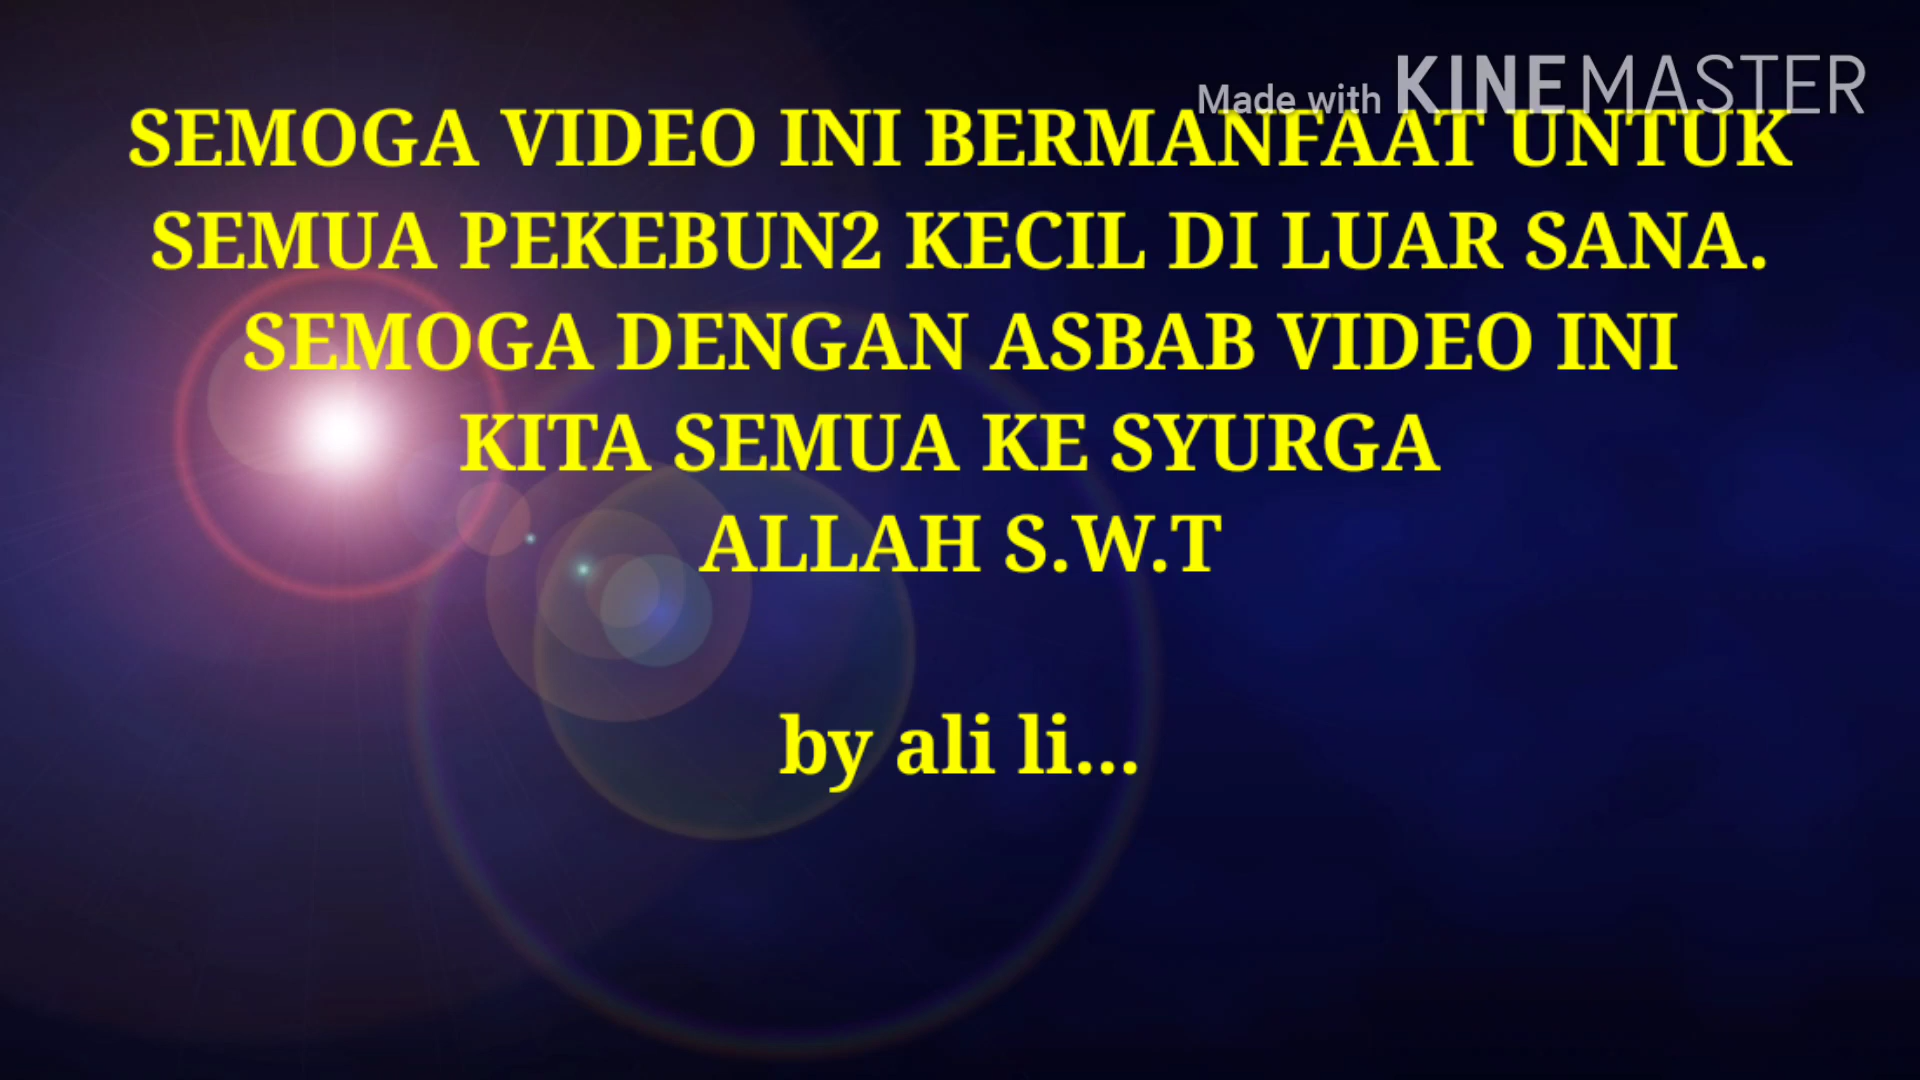 Made with KINEMASTER
SEMOGA VIDEO INI BERMANFAAT UNTUK
SEMUA PEKEBUN2 KECIL DI LUAR SANA.
SEMOGA DENGAN ASBAB VIDEO INI
KITA SEMUA KE SYURGA
ALLAH S.W.T
by ali li...